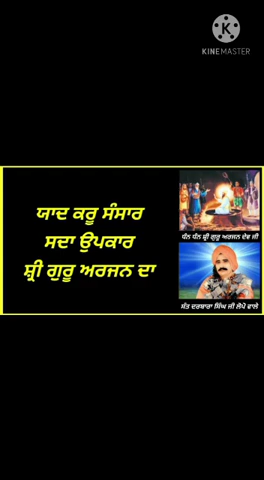 KINEMASTER
ਯਾਦ ਕਰੂ ਸੰਸਾਰ
ਸਦਾ ਉਪਕਾਰ
ਸ਼੍ਰੀ ਗੁਰੂ ਅਰਜਨ ਦਾ
ਧੰਨ ਧੰਨ ਸ਼੍ਰੀ ਗੁਰੂ ਅਰਜਨ ਦੇਵ ਜੀ
ਸੰਤ ਦਰਬਾਰਾ ਸਿੰਘ ਜੀ ਲੋਪੋ ਵਾਲੇ